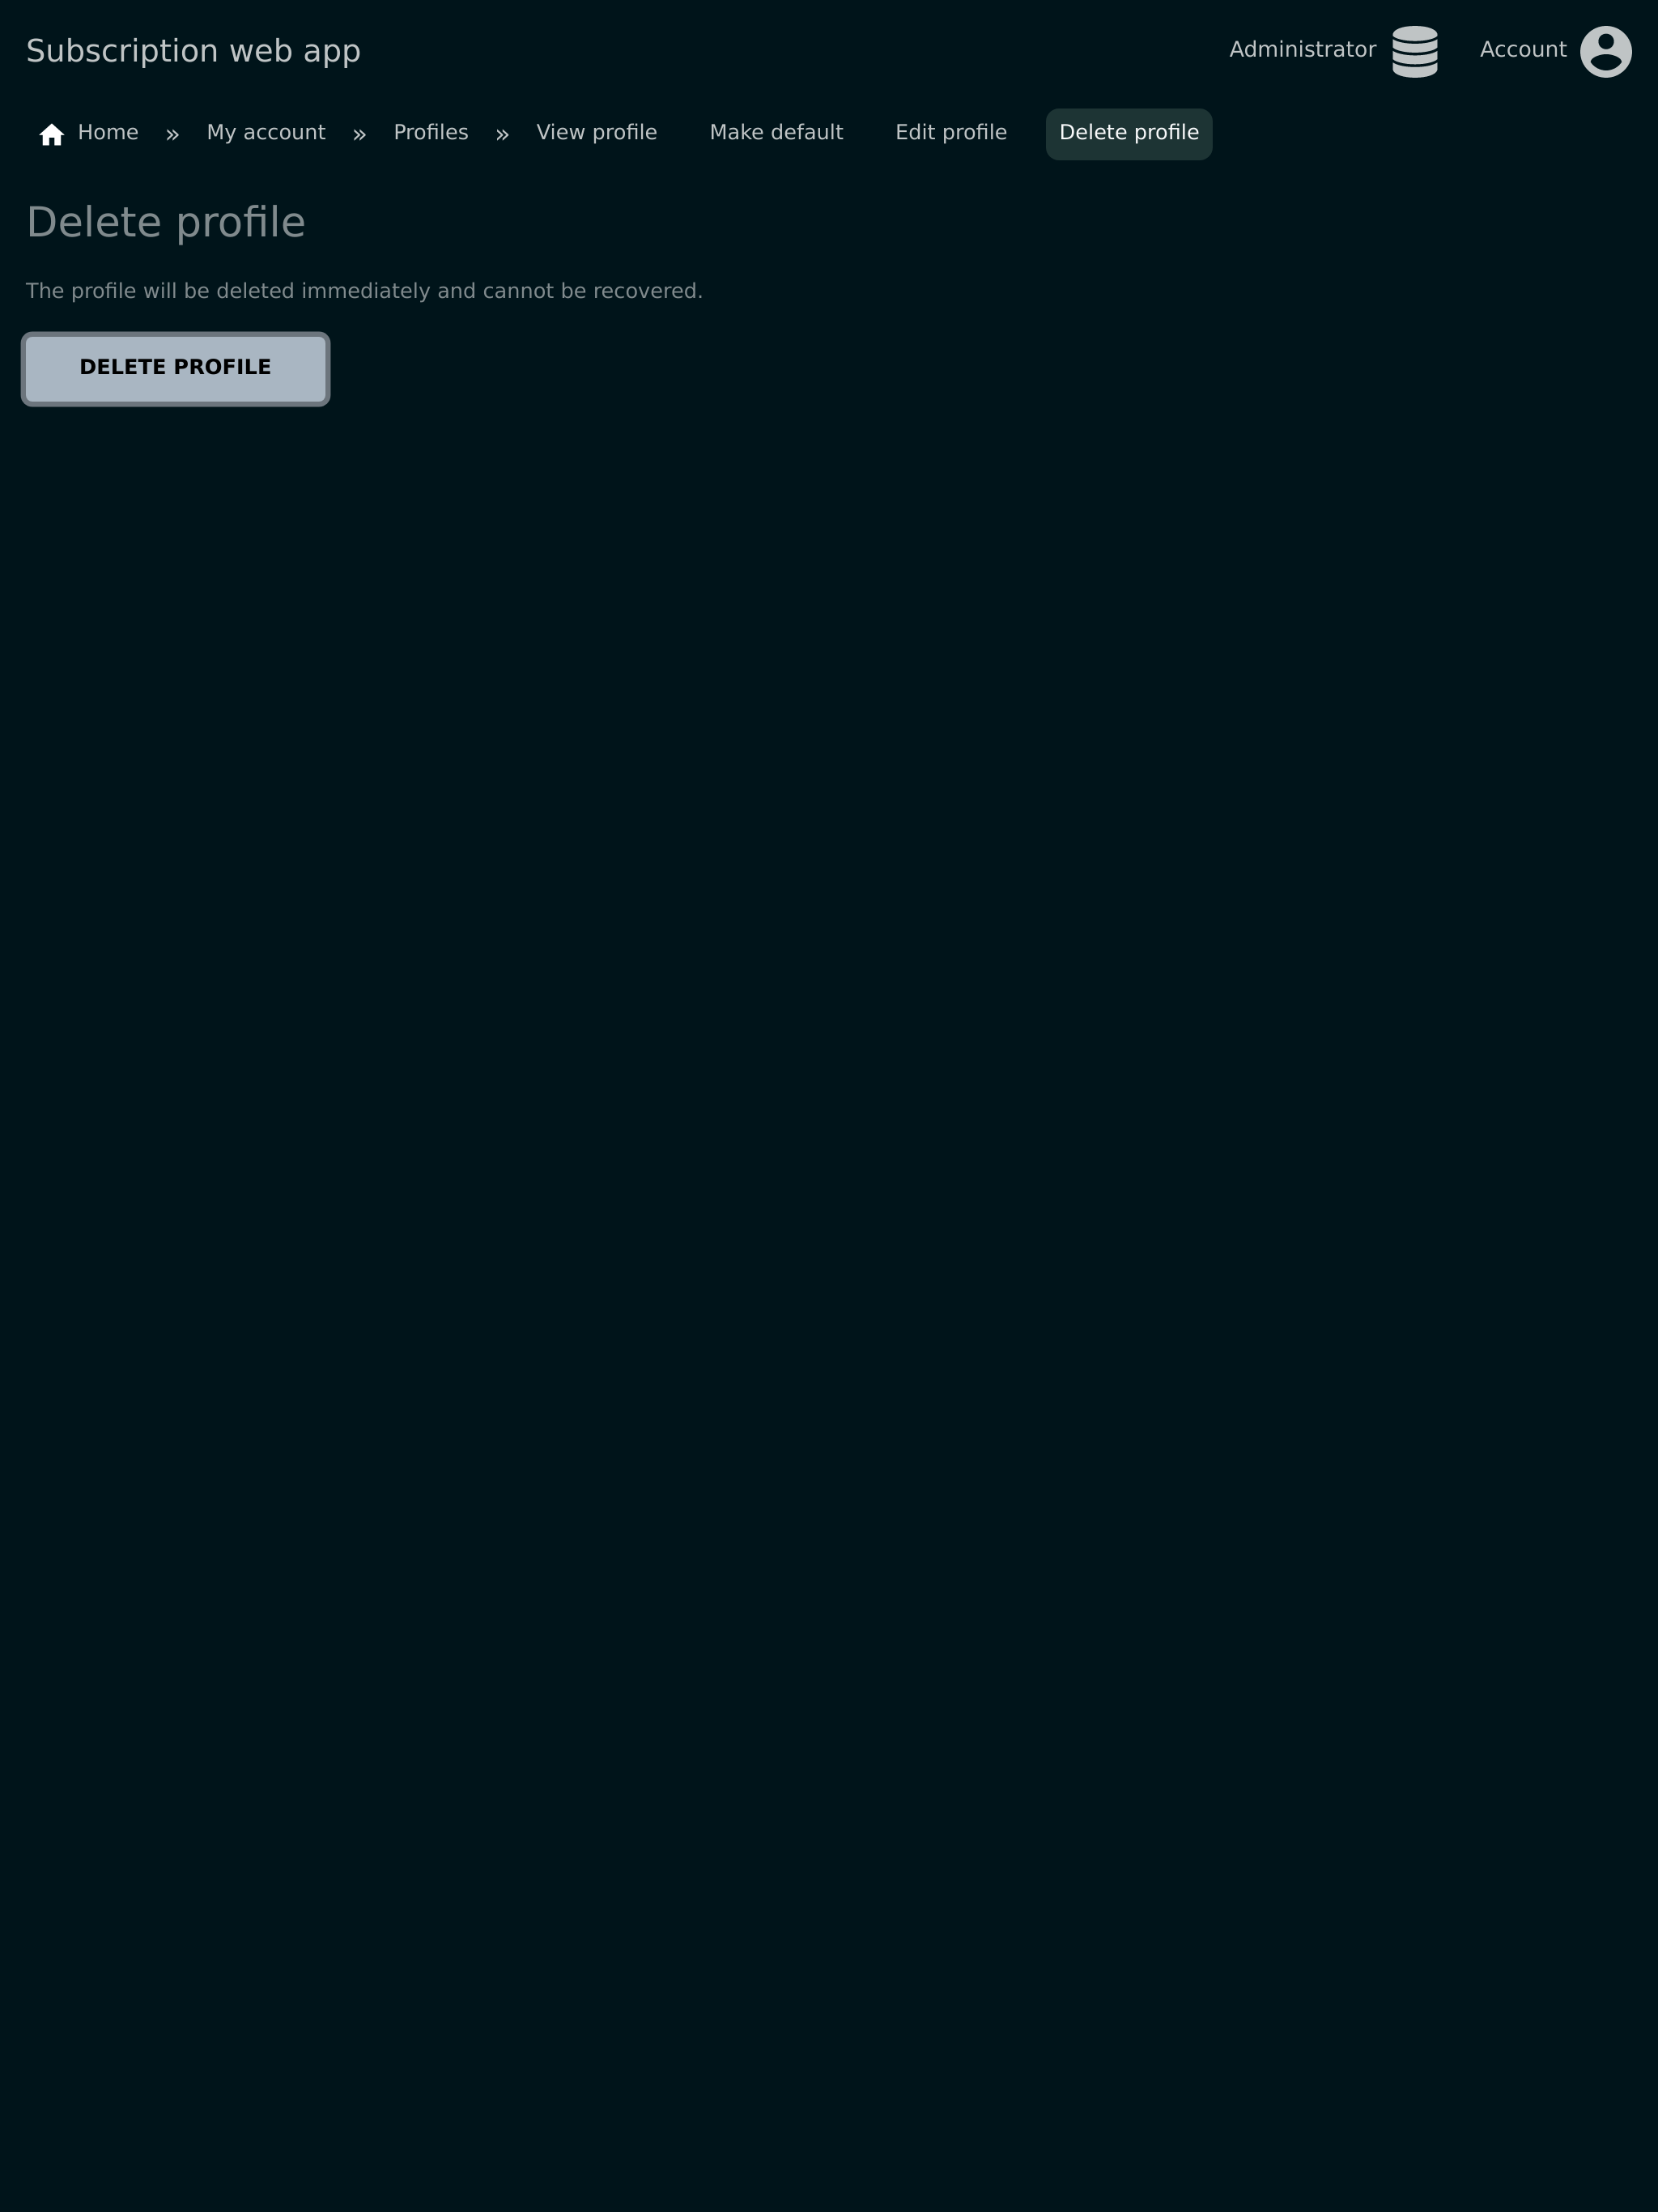 Subscription web app
Administrator
Account
Home » My account » Profiles » View profile Make default Edit profile Delete profile
Delete profile
The profile will be deleted immediately and cannot be recovered.
DELETE PROFILE